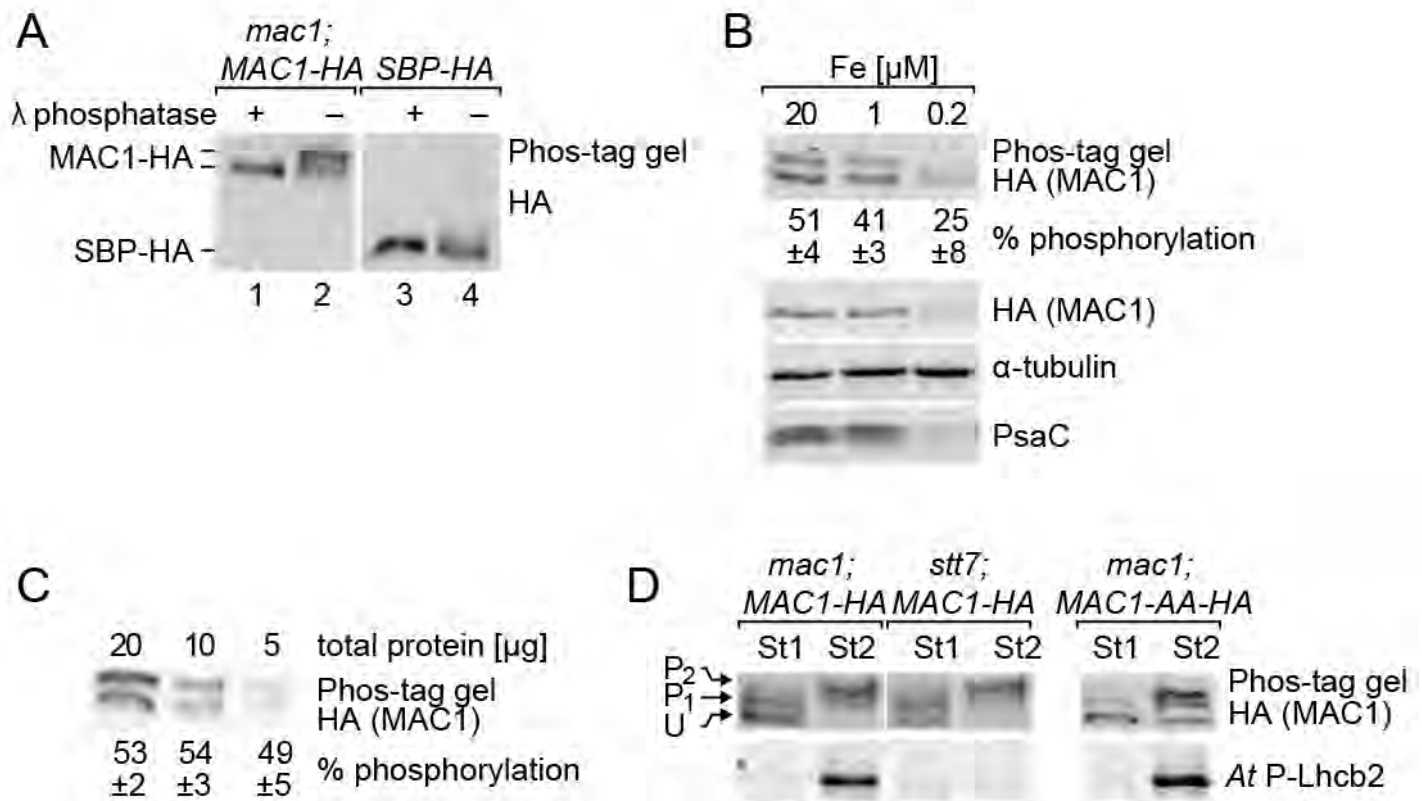 A
mac1;
MAC1-HA SBP-HA
λ phosphatase + – + –
MAC1-HA
Phos-tag gel
HA
SBP-HA
1 2 3 4
B
Fe [µM]
20 1 0.2
Phos-tag gel
HA (MAC1)
51 41 25
±4 ±3 ±8
% phosphorylation
HA (MAC1)
α-tubulin
PsaC
C
20 10 5 total protein [µg]
Phos-tag gel
HA (MAC1)
53 54 49
±2 ±3 ±5
% phosphorylation
D
mac1; stt7; mac1;
MAC1-HA MAC1-HA MAC1-AA-HA
St1 St2 St1 St2 St1 St2
P2
P1
U
Phos-tag gel
HA (MAC1)
At P-Lhcb2